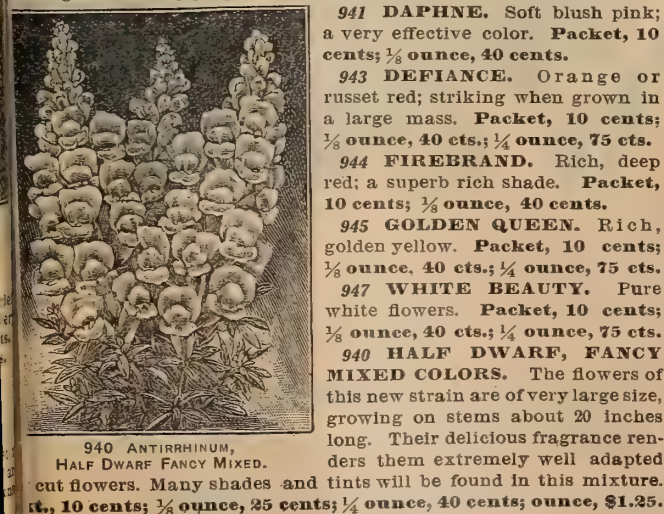 941 DAPHNE. Soft blush pink;
a very effective color. Packet, 10
cents; ⅛ ounce, 40 cents.
943 DEFIANCE. Orange or
russet red; striking when grown in
a large mass. Packet, 10 cents;
⅛ ounce, 40 cts.; ¼ ounce, 75 cts.
944 FIREBRAND. Rich, deep
red; a superb rich shade. Packet,
10 cents; ⅛ ounce, 40 cents.
945 GOLDEN QUEEN. Rich,
golden yellow. Packet, 10 cents;
⅛ ounce, 40 cts.; ¼ ounce, 75 cts.
947 WHITE BEAUTY. Pure
white flowers. Packet, 10 cents;
⅛ ounce, 40 cts.; ¼ ounce, 75 cts.
940 HALF DWARF, FANCY
MIXED COLORS. The flowers of
this new strain are of very large size,
growing on stems about 20 inches
long. Their delicious fragrance ren-
ders them extremely well adapted
940 ANTIRRHINUM,
HALF DWARF FANCY MIXED.
cut flowers. Many shades and tints will be found in this mixture.
10 cents; ⅛ ounce, 25 cents; ¼ ounce, 40 cents; ounce, $1.25.